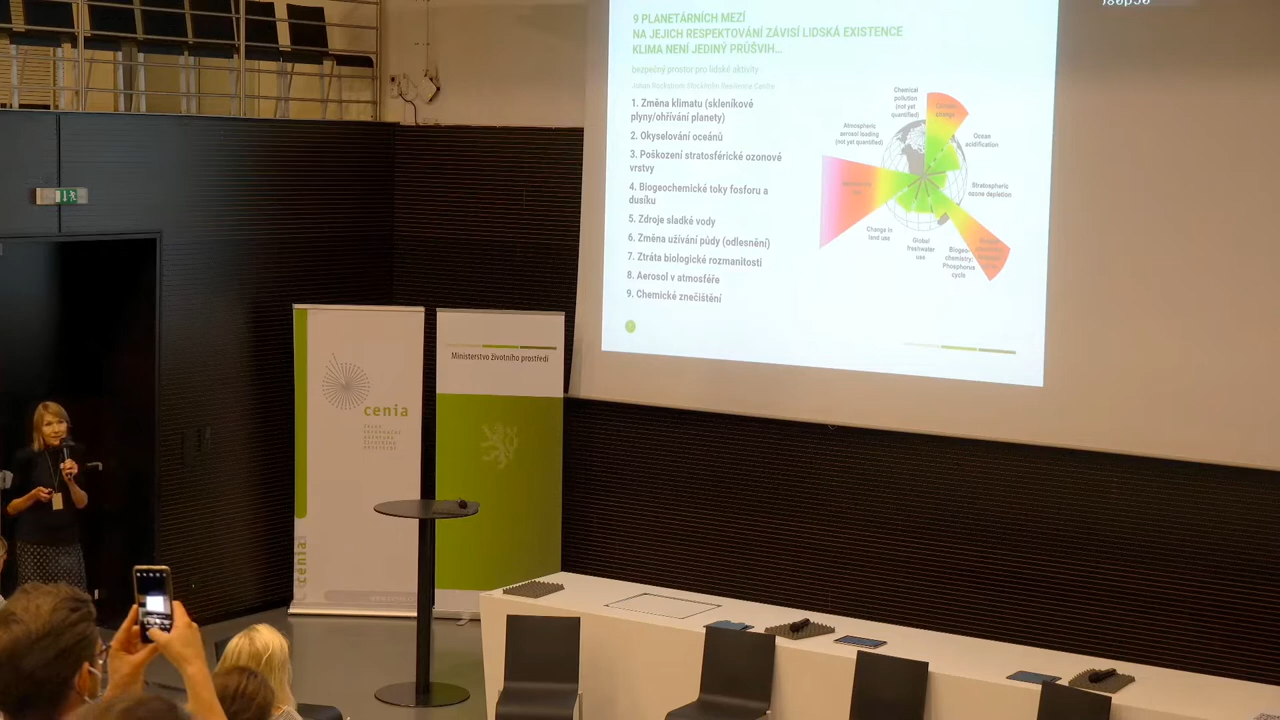 9 PLANETÁRNÍCH MEZÍ
NA JEJICH RESPEKTOVÁNÍ ZÁVISÍ LIDSKÁ EXISTENCE
KLIMA NENÍ JEDINÝ PRŮŠVIH...
bezpečný prostor pro lidské aktivity
1. Změna klimatu (skleníkové
plyny/ohřívání planety)
2. Okyselování oceánů
3. Poškození stratosférické ozonové
vrstvy
4. Biogeochemické toky fosforu a
dusíku
5. Zdroje sladké vody
6. Změna užívání půdy (odlesnění)
7. Ztráta biologické rozmanitosti
8. Aerosol v atmosféře
9. Chemické znečištění
Chemical
pollution
(not yet
quantified)
Climate
change
Ocean
acidification
Stratospheric
ozone depletion
Biogeo-
chemistry:
Phosphorus
cycle
Global
freshwater
use
Change in
land use
Atmospheric
aerosol loading
(not yet quantified)
cenia
cenia
Ministerstvo životního prostředí